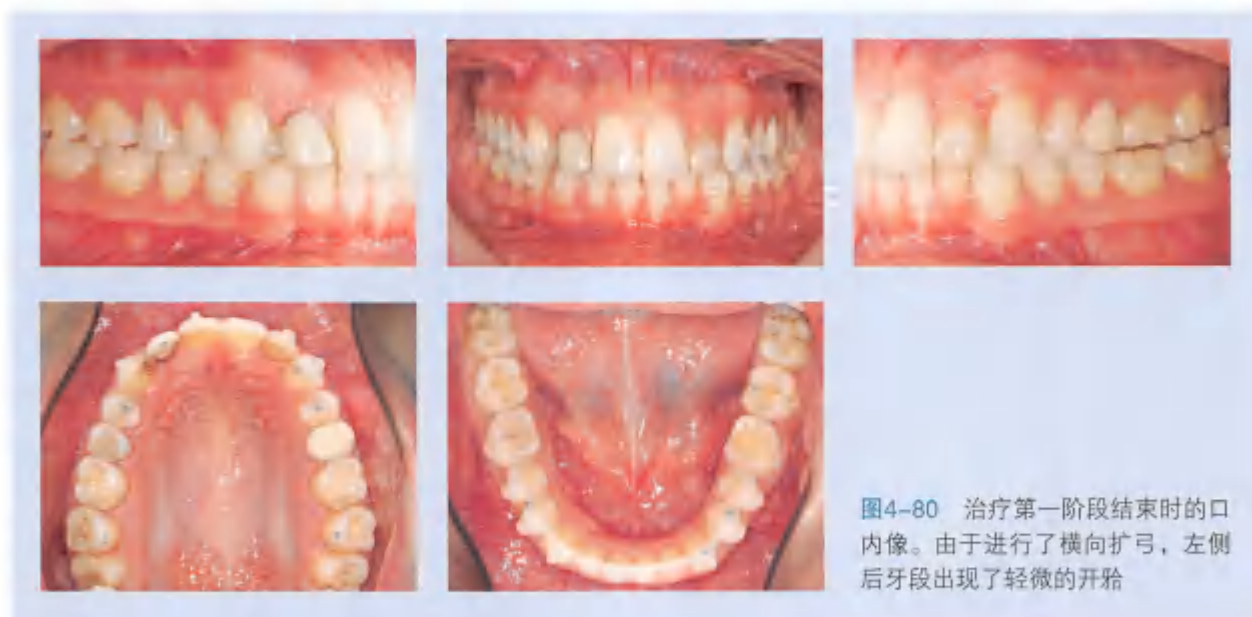 图4-80 治疗第一阶段结束时的口
内像。由于进行了横向扩弓，左侧
后牙段出现了轻微的开𬌗